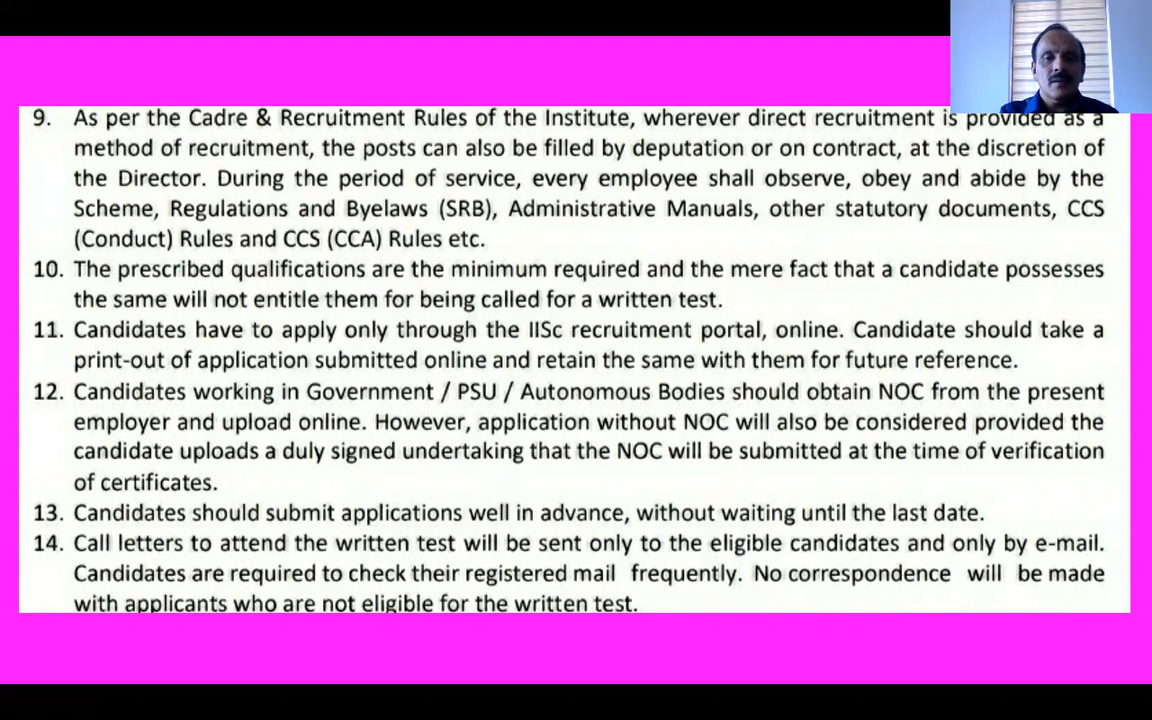 9. As per the Cadre & Recruitment Rules of the Institute, wherever direct recruitment is provided as a
method of recruitment, the posts can also be filled by deputation or on contract, at the discretion of
the Director. During the period of service, every employee shall observe, obey and abide by the
Scheme, Regulations and Byelaws (SRB), Administrative Manuals, other statutory documents, CCS
(Conduct) Rules and CCS (CCA) Rules etc.
10. The prescribed qualifications are the minimum required and the mere fact that a candidate possesses
the same will not entitle them for being called for a written test.
11. Candidates have to apply only through the IISc recruitment portal, online. Candidate should take a
print-out of application submitted online and retain the same with them for future reference.
12. Candidates working in Government / PSU / Autonomous Bodies should obtain NOC from the present
employer and upload online. However, application without NOC will also be considered provided the
candidate uploads a duly signed undertaking that the NOC will be submitted at the time of verification
of certificates.
13. Candidates should submit applications well in advance, without waiting until the last date.
14. Call letters to attend the written test will be sent only to the eligible candidates and only by e-mail.
Candidates are required to check their registered mail frequently. No correspondence will be made
with applicants who are not eligible for the written test.